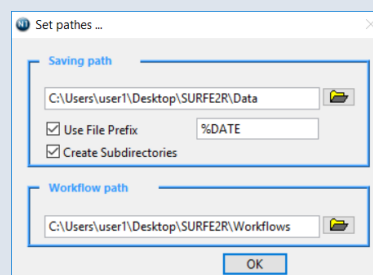 Set pathes ...
Saving path
C:\Users\user1\Desktop\SURFE2R\Data
Use File Prefix %DATE
Create Subdirectories
Workflow path
C:\Users\user1\Desktop\SURFE2R\Workflows
OK